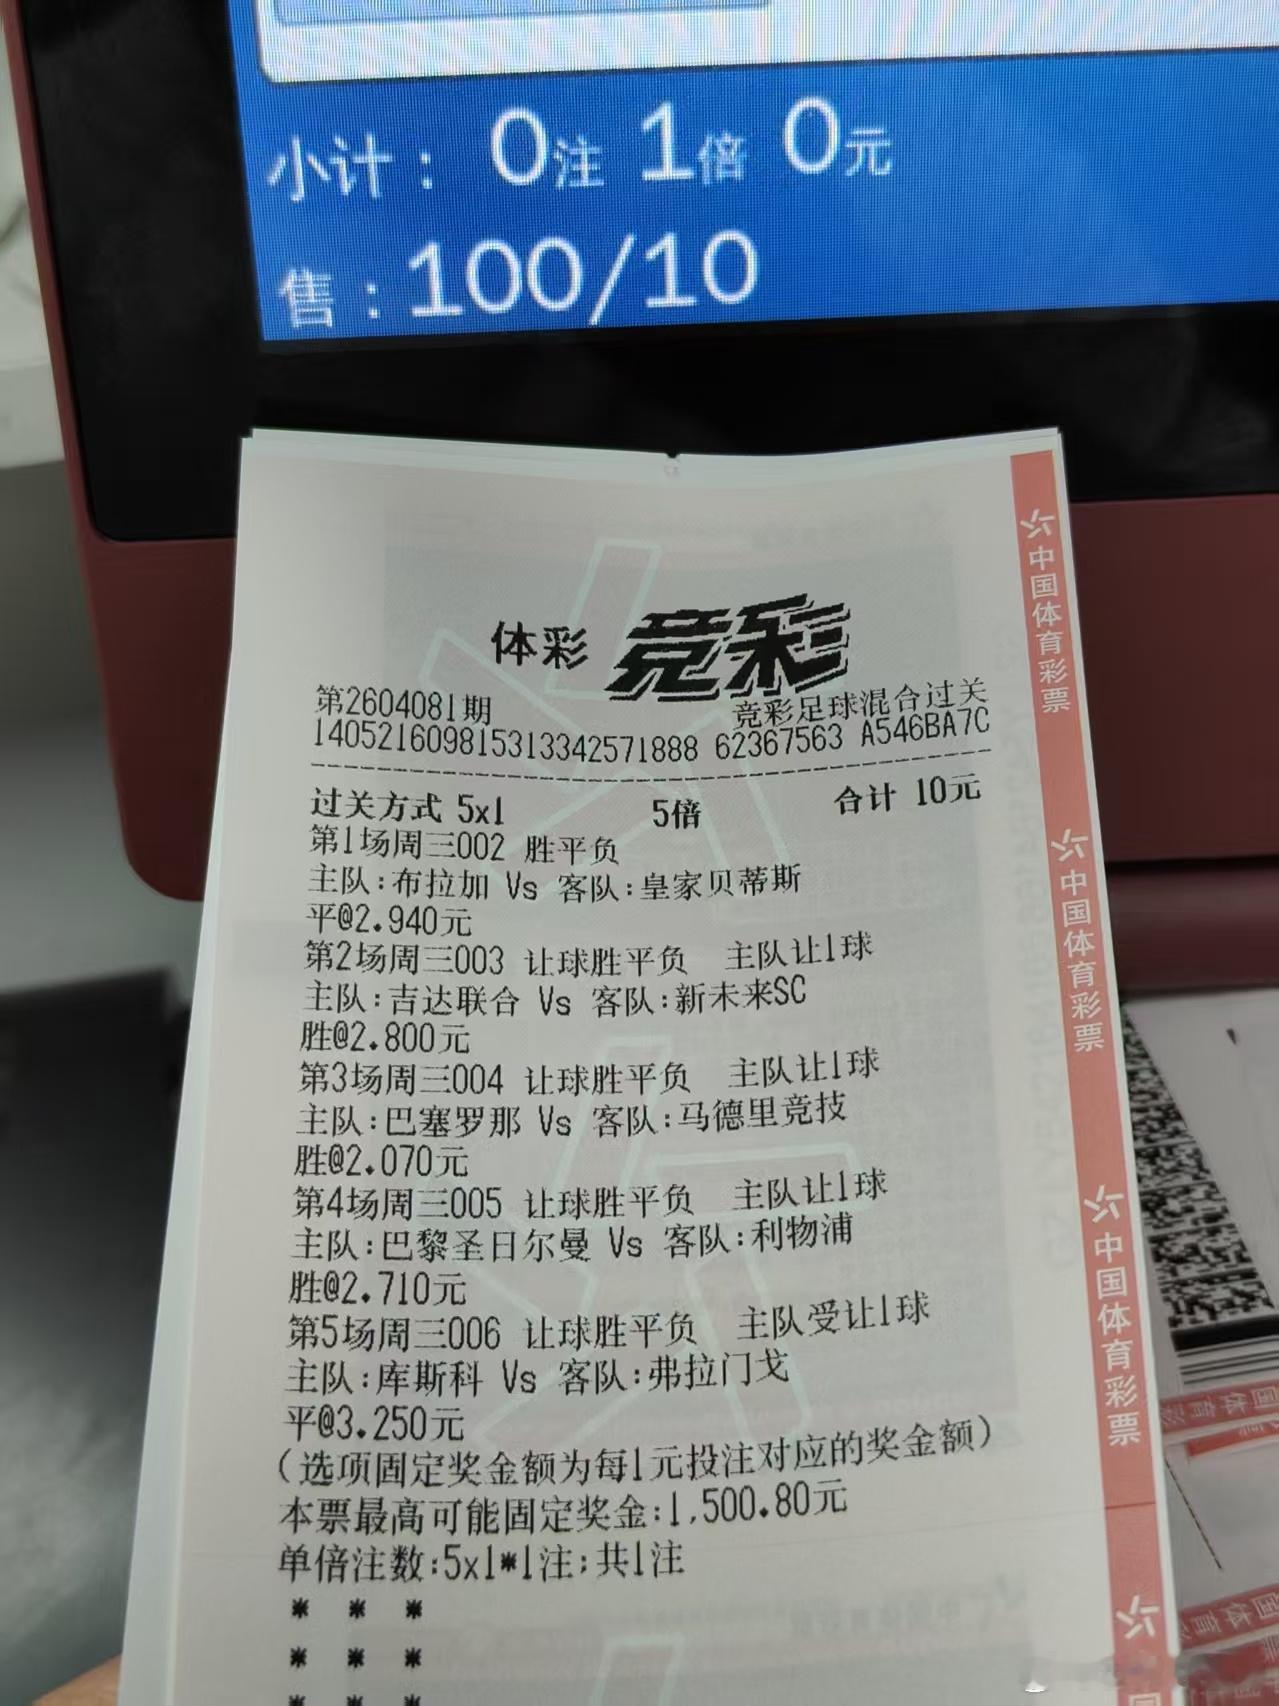 小计： 0注 1倍 0元
售：100/10
体彩 竞彩
第2604081期 竞彩足球混合过关
140521609815313342571888 62367563 A546BA7C
过关方式 5x1 5倍 合计 10元
第1场周三002 胜平负
主队:布拉加 Vs 客队:皇家贝蒂斯
平@2.940元
第2场周三003 让球胜平负 主队让1球
主队:吉达联合 Vs 客队:新未来SC
胜@2.800元
第3场周三004 让球胜平负 主队让1球
主队:巴塞罗那 Vs 客队:马德里竞技
胜@2.070元
第4场周三005 让球胜平负 主队让1球
主队:巴黎圣日尔曼 Vs 客队:利物浦
胜@2.710元
第5场周三006 让球胜平负 主队受让1球
主队:库斯科 Vs 客队:弗拉门戈
平@3.250元
(选项固定奖金额为每1元投注对应的奖金额)
本票最高可能固定奖金:1,500.80元
单倍注数:5x1*1注;共1注
* * *
* * *
* * *
中国体育彩票
中国体育彩票
中国体育彩票